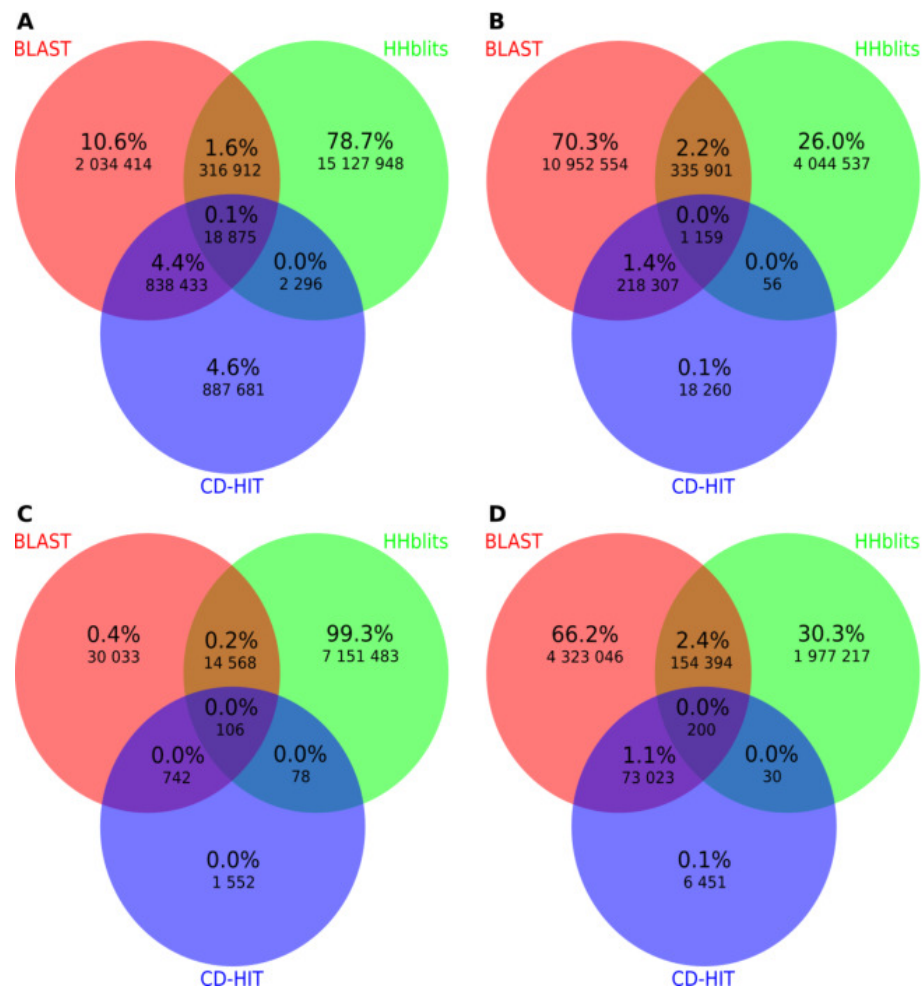 A
BLAST
HHblits
10.6%
2 034 414
1.6%
316 912
78.7%
15 127 948
0.1%
18 875
4.4%
838 433
0.0%
2 296
4.6%
887 681
CD-HIT
B
BLAST
HHblits
70.3%
10 952 554
2.2%
335 901
26.0%
4 044 537
0.0%
1 159
1.4%
218 307
0.0%
56
0.1%
18 260
CD-HIT
C
BLAST
HHblits
0.4%
30 033
0.2%
14 568
99.3%
7 151 483
0.0%
106
0.0%
742
0.0%
78
0.0%
1 552
CD-HIT
D
BLAST
HHblits
66.2%
4 323 046
2.4%
154 394
30.3%
1 977 217
0.0%
200
1.1%
73 023
0.0%
30
0.1%
6 451
CD-HIT